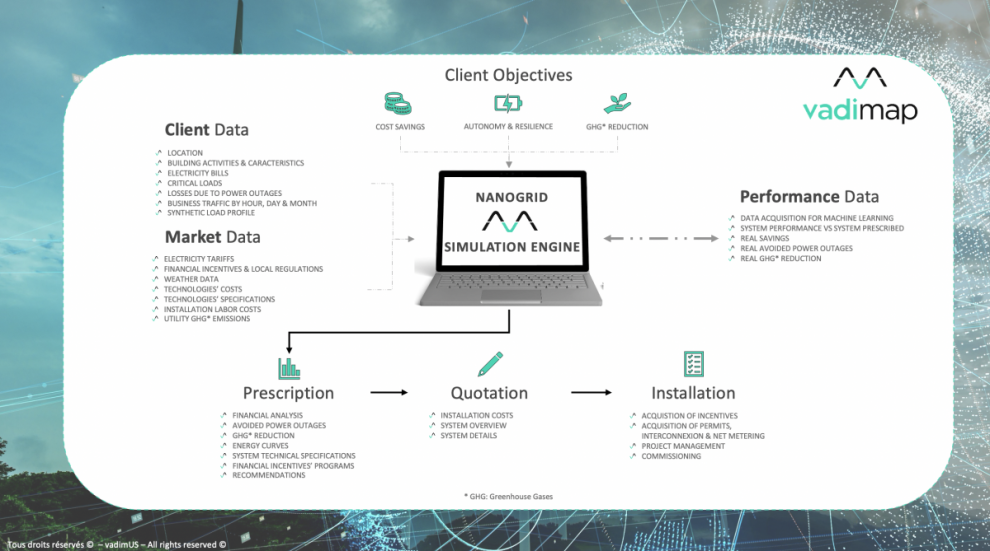 Client Objectives
vadimap
COST SAVINGS
AUTONOMY & RESILIENCE
GHG* REDUCTION
Client Data
LOCATION
BUILDING ACTIVITIES & CARACTERISTICS
ELECTRICITY BILLS
CRITICAL LOADS
LOSSES DUE TO POWER OUTAGES
BUSINESS TRAFFIC BY HOUR, DAY & MONTH
SYNTHETIC LOAD PROFILE
Market Data
ELECTRICITY TARIFFS
FINANCIAL INCENTIVES & LOCAL REGULATIONS
WEATHER DATA
TECHNOLOGIES' COSTS
TECHNOLOGIES' SPECIFICATIONS
INSTALLATION LABOR COSTS
UTILITY GHG* EMISSIONS
NANOGRID
SIMULATION ENGINE
Performance Data
DATA ACQUISITION FOR MACHINE LEARNING
SYSTEM PERFORMANCE VS SYSTEM PRESCRIBED
REAL SAVINGS
REAL AVOIDED POWER OUTAGES
REAL GHG* REDUCTION
Prescription
FINANCIAL ANALYSIS
AVOIDED POWER OUTAGES
GHG* REDUCTION
ENERGY CURVES
SYSTEM TECHNICAL SPECIFICATIONS
FINANCIAL INCENTIVES' PROGRAMS
RECOMMENDATIONS
Quotation
INSTALLATION COSTS
SYSTEM OVERVIEW
SYSTEM DETAILS
Installation
ACQUISTION OF INCENTIVES
ACQUISITION OF PERMITS,
INTERCONNEXION & NET METERING
PROJECT MANAGEMENT
COMMISSIONING
* GHG: Greenhouse Gases
Tous droits réservés © – vadimUS – All rights reserved ©